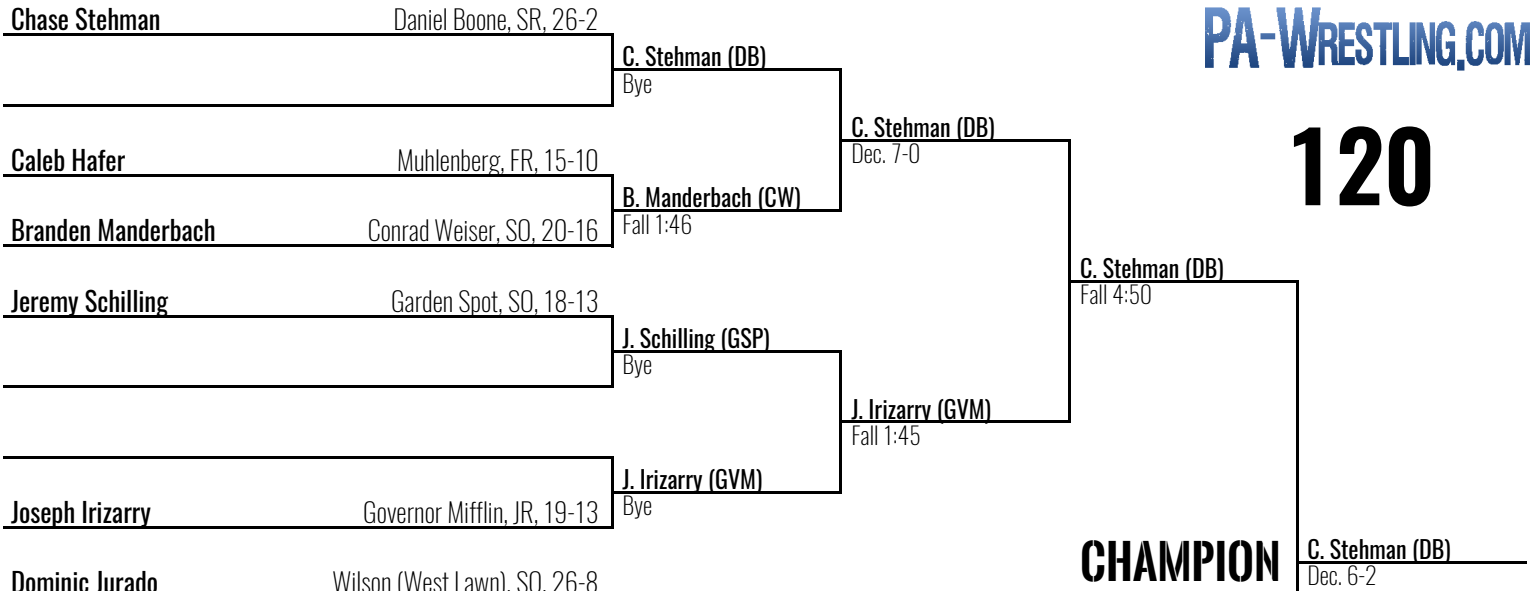 Chase Stehman Daniel Boone, SR, 26-2
PA-WRESTLING.COM
C. Stehman (DB)
Bye
C. Stehman (DB)
Dec. 7-0
120
Caleb Hafer Muhlenberg, FR, 15-10
B. Manderbach (CW)
Fall 1:46
Branden Manderbach Conrad Weiser, SO, 20-16
C. Stehman (DB)
Fall 4:50
Jeremy Schilling Garden Spot, SO, 18-13
J. Schilling (GSP)
Bye
J. Irizarry (GVM)
Fall 1:45
J. Irizarry (GVM)
Bye
Joseph Irizarry Governor Mifflin, JR, 19-13
CHAMPION
C. Stehman (DB)
Dec. 6-2
Dominic Jurado Wilson (West Lawn), SO, 26-8